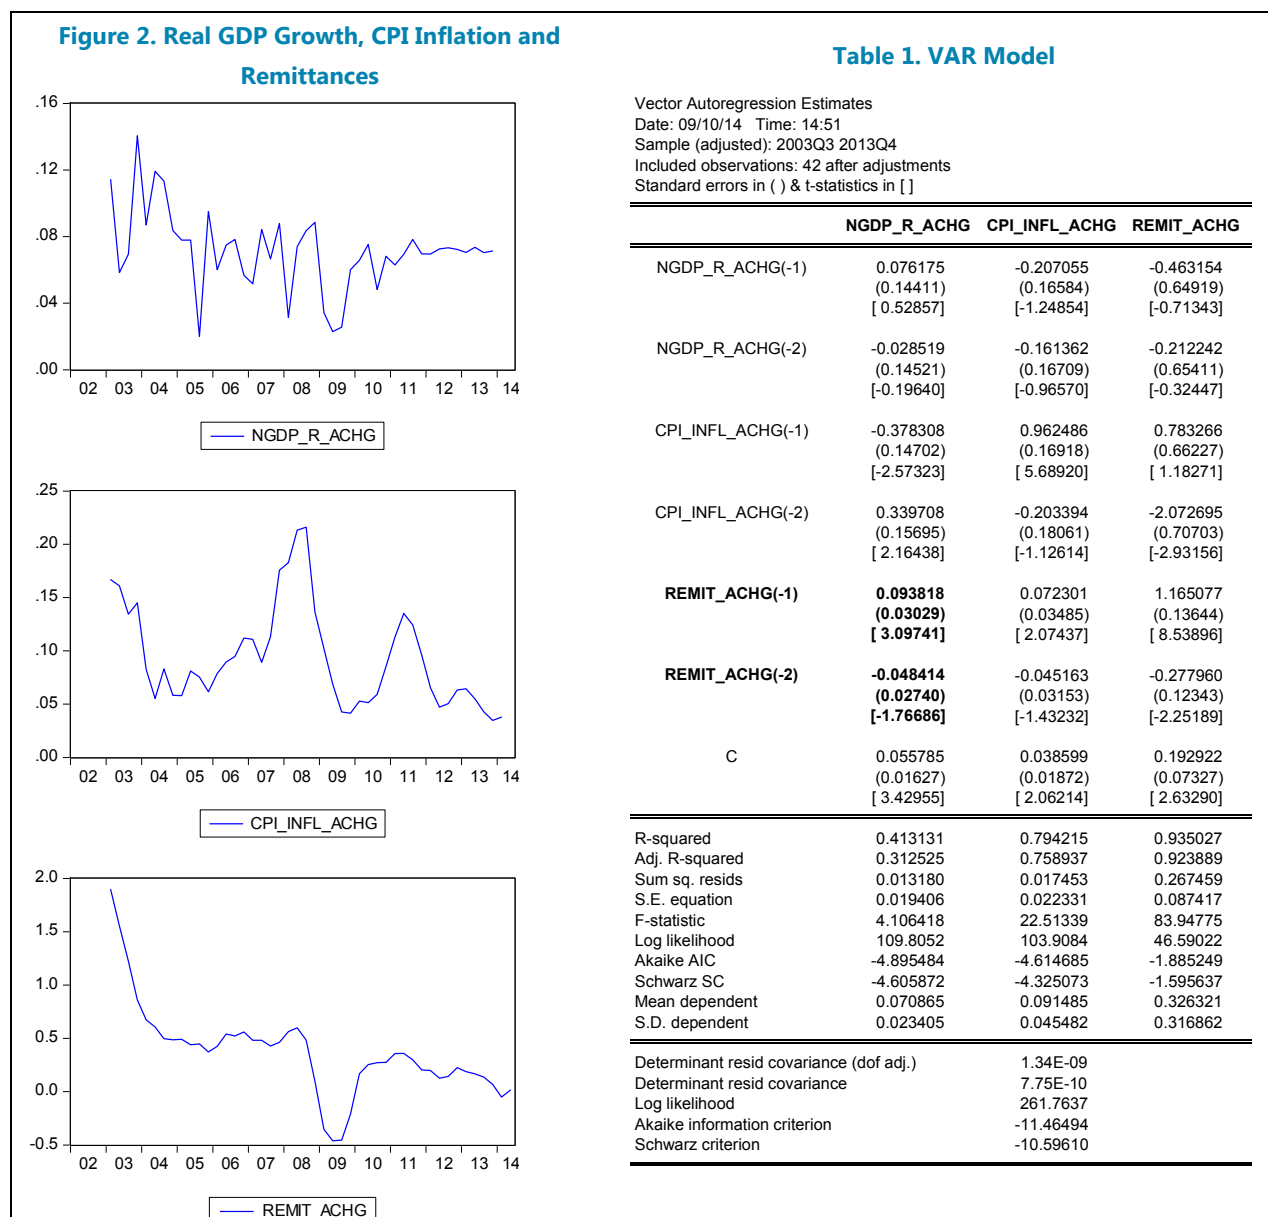 Figure 2. Real GDP Growth, CPI Inflation and
Remittances
.16
.12
.08
.04
.00
02 03 04 05 06 07 08 09 10 11 12 13 14
NGDP_R_ACHG
.25
.20
.15
.10
.05
.00
02 03 04 05 06 07 08 09 10 11 12 13 14
CPI_INFL_ACHG
2.0
1.5
1.0
0.5
0.0
-0.5
02 03 04 05 06 07 08 09 10 11 12 13 14
REMIT_ACHG
Table 1. VAR Model
Vector Autoregression Estimates
Date: 09/10/14 Time: 14:51
Sample (adjusted): 2003Q3 2013Q4
Included observations: 42 after adjustments
Standard errors in ( ) & t-statistics in [ ]
NGDP_R_ACHG CPI_INFL_ACHG REMIT_ACHG
NGDP_R_ACHG(-1) 0.076175 -0.207055 -0.463154
(0.14411) (0.16584) (0.64919)
[ 0.52857] [-1.24854] [-0.71343]
NGDP_R_ACHG(-2) -0.028519 -0.161362 -0.212242
(0.14521) (0.16709) (0.65411)
[-0.19640] [-0.96570] [-0.32447]
CPI_INFL_ACHG(-1) -0.378308 0.962486 0.783266
(0.14702) (0.16918) (0.66227)
[-2.57323] [ 5.68920] [ 1.18271]
CPI_INFL_ACHG(-2) 0.339708 -0.203394 -2.072695
(0.15695) (0.18061) (0.70703)
[ 2.16438] [-1.12614] [-2.93156]
REMIT_ACHG(-1) 0.093818 0.072301 1.165077
(0.03029) (0.03485) (0.13644)
[ 3.09741] [ 2.07437] [ 8.53896]
REMIT_ACHG(-2) -0.048414 -0.045163 -0.277960
(0.02740) (0.03153) (0.12343)
[-1.76686] [-1.43232] [-2.25189]
C 0.055785 0.038599 0.192922
(0.01627) (0.01872) (0.07327)
[ 3.42955] [ 2.06214] [ 2.63290]
R-squared 0.413131 0.794215 0.935027
Adj. R-squared 0.312525 0.758937 0.923889
Sum sq. resids 0.013180 0.017453 0.267459
S.E. equation 0.019406 0.022331 0.087417
F-statistic 4.106418 22.51339 83.94775
Log likelihood 109.8052 103.9084 46.59022
Akaike AIC -4.895484 -4.614685 -1.885249
Schwarz SC -4.605872 -4.325073 -1.595637
Mean dependent 0.070865 0.091485 0.326321
S.D. dependent 0.023405 0.045482 0.316862
Determinant resid covariance (dof adj.) 1.34E-09
Determinant resid covariance 7.75E-10
Log likelihood 261.7637
Akaike information criterion -11.46494
Schwarz criterion -10.59610